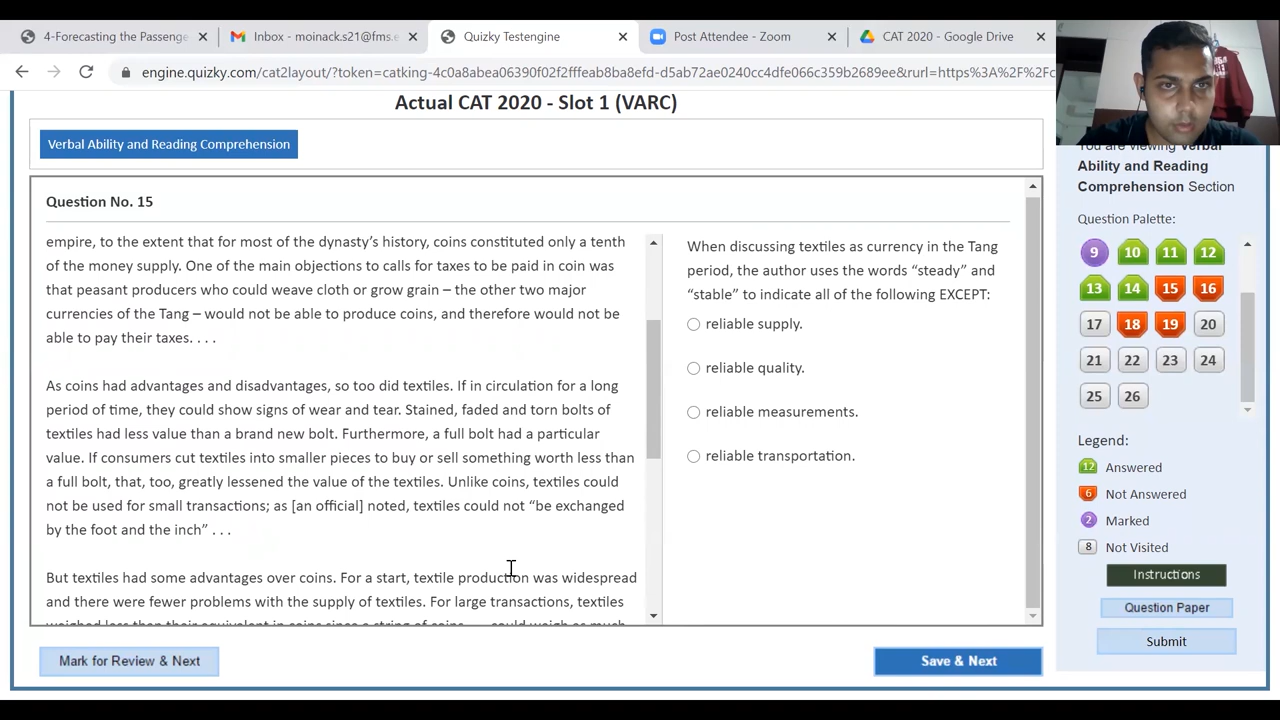 4-Forecasting the Passenge
Inbox - moinack.s21@fms.e
Quizky Testengine
Post Attendee - Zoom
CAT 2020 - Google Drive
engine.quizky.com/cat2layout/?token=catking-4c0a8abea06390f02f2fffeab8ba8efd-d5ab72ae0240cc4dfe066c359b2689ee&rurl=https%3A%2F%2Fc
Actual CAT 2020 - Slot 1 (VARC)
Verbal Ability and Reading Comprehension
Question No. 15
empire, to the extent that for most of the dynasty's history, coins constituted only a tenth
of the money supply. One of the main objections to calls for taxes to be paid in coin was
that peasant producers who could weave cloth or grow grain – the other two major
currencies of the Tang – would not be able to produce coins, and therefore would not be
able to pay their taxes. . . .
As coins had advantages and disadvantages, so too did textiles. If in circulation for a long
period of time, they could show signs of wear and tear. Stained, faded and torn bolts of
textiles had less value than a brand new bolt. Furthermore, a full bolt had a particular
value. If consumers cut textiles into smaller pieces to buy or sell something worth less than
a full bolt, that, too, greatly lessened the value of the textiles. Unlike coins, textiles could
not be used for small transactions; as [an official] noted, textiles could not “be exchanged
by the foot and the inch” . . .
But textiles had some advantages over coins. For a start, textile production was widespread
and there were fewer problems with the supply of textiles. For large transactions, textiles
weighed less than their equivalent in coins since a string of coins . . . could weigh as much
When discussing textiles as currency in the Tang
period, the author uses the words “steady” and
“stable” to indicate all of the following EXCEPT:
reliable supply.
reliable quality.
reliable measurements.
reliable transportation.
Mark for Review & Next
Save & Next
You are viewing Verbal
Ability and Reading
Comprehension Section
Question Palette:
9 10 11 12
13 14 15 16
17 18 19 20
21 22 23 24
25 26
Legend:
12 Answered
6 Not Answered
2 Marked
8 Not Visited
Instructions
Question Paper
Submit